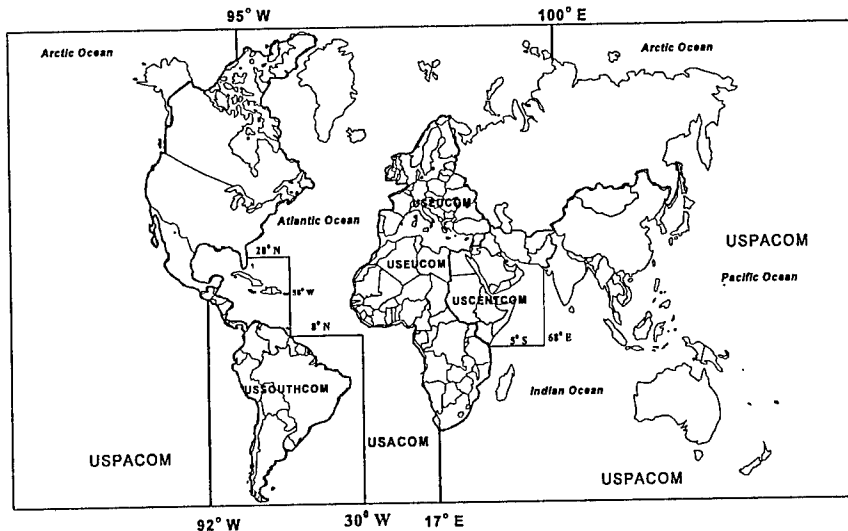 95° W
100° E
Arctic Ocean
Arctic Ocean
USEUCOM
Atlantic Ocean
USPACOM
28° N
USEUCOM
Pacific Ocean
58° W
USCENTCOM
8° N
5° S
68° E
USSOUTHCOM
Indian Ocean
USACOM
USPACOM
USPACOM
92° W
30° W
17° E